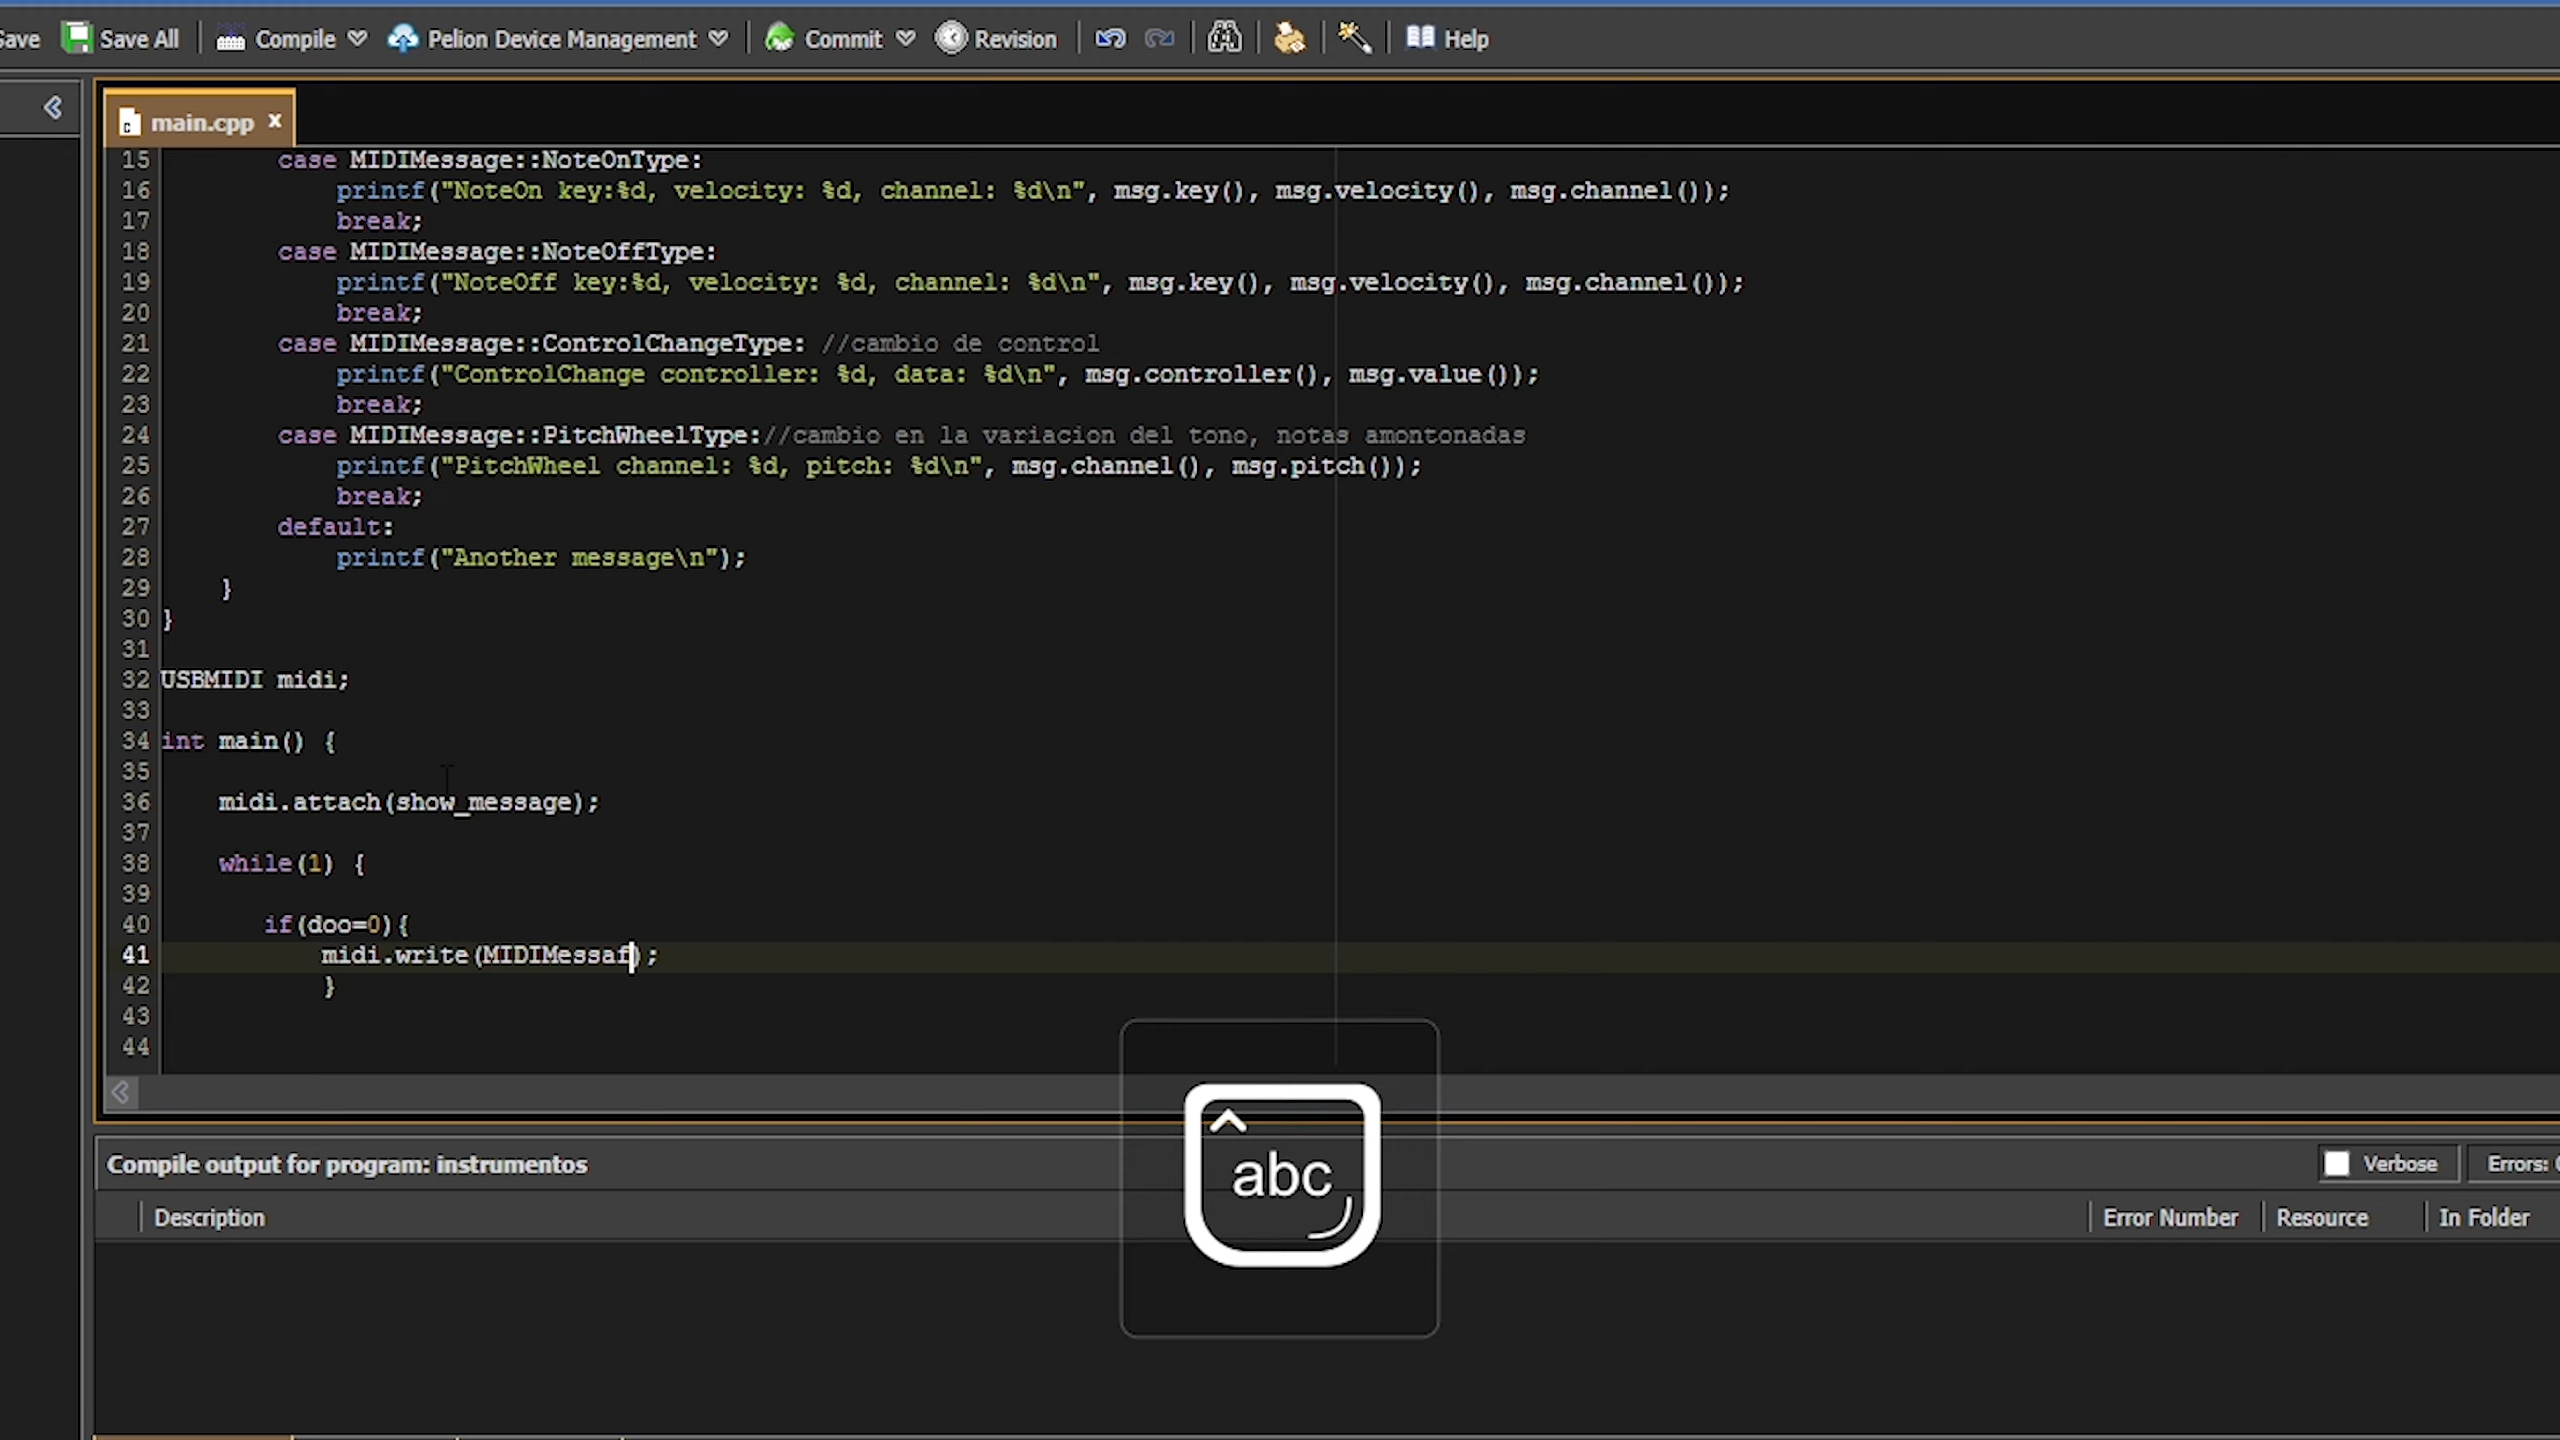 Save Save All Compile Pelion Device Management Commit Revision Help
main.cpp x
15 case MIDIMessage::NoteOnType:
16 printf("NoteOn key:%d, velocity: %d, channel: %d\n", msg.key(), msg.velocity(), msg.channel());
17 break;
18 case MIDIMessage::NoteOffType:
19 printf("NoteOff key:%d, velocity: %d, channel: %d\n", msg.key(), msg.velocity(), msg.channel());
20 break;
21 case MIDIMessage::ControlChangeType: //cambio de control
22 printf("ControlChange controller: %d, data: %d\n", msg.controller(), msg.value());
23 break;
24 case MIDIMessage::PitchWheelType://cambio en la variacion del tono, notas amontonadas
25 printf("PitchWheel channel: %d, pitch: %d\n", msg.channel(), msg.pitch());
26 break;
27 default:
28 printf("Another message\n");
29 }
30 }
31
32 USBMIDI midi;
33
34 int main() {
35
36 midi.attach(show_message);
37
38 while(1) {
39
40 if(doo=0){
41 midi.write(MIDIMessaf);
42 }
43
44
abc
Compile output for program: instrumentos Verbose Errors:
Description Error Number Resource In Folder